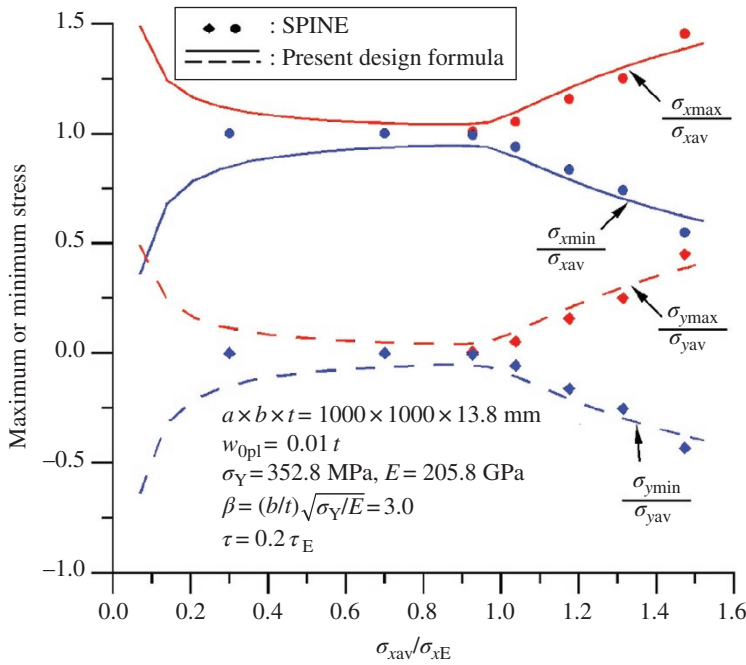 : SPINE
: Present design formula
Maximum or minimum stress
1.5
1.0
0.5
0.0
–0.5
–1.0
σxmax
σxav
σxmin
σxav
σymax
σyav
σymin
σyav
a × b × t = 1000 × 1000 × 13.8 mm
w0pl = 0.01 t
σY = 352.8 MPa, E = 205.8 GPa
β = (b/t)√σY/E = 3.0
τ = 0.2 τE
0.0 0.2 0.4 0.6 0.8 1.0 1.2 1.4 1.6
σxav/σxE